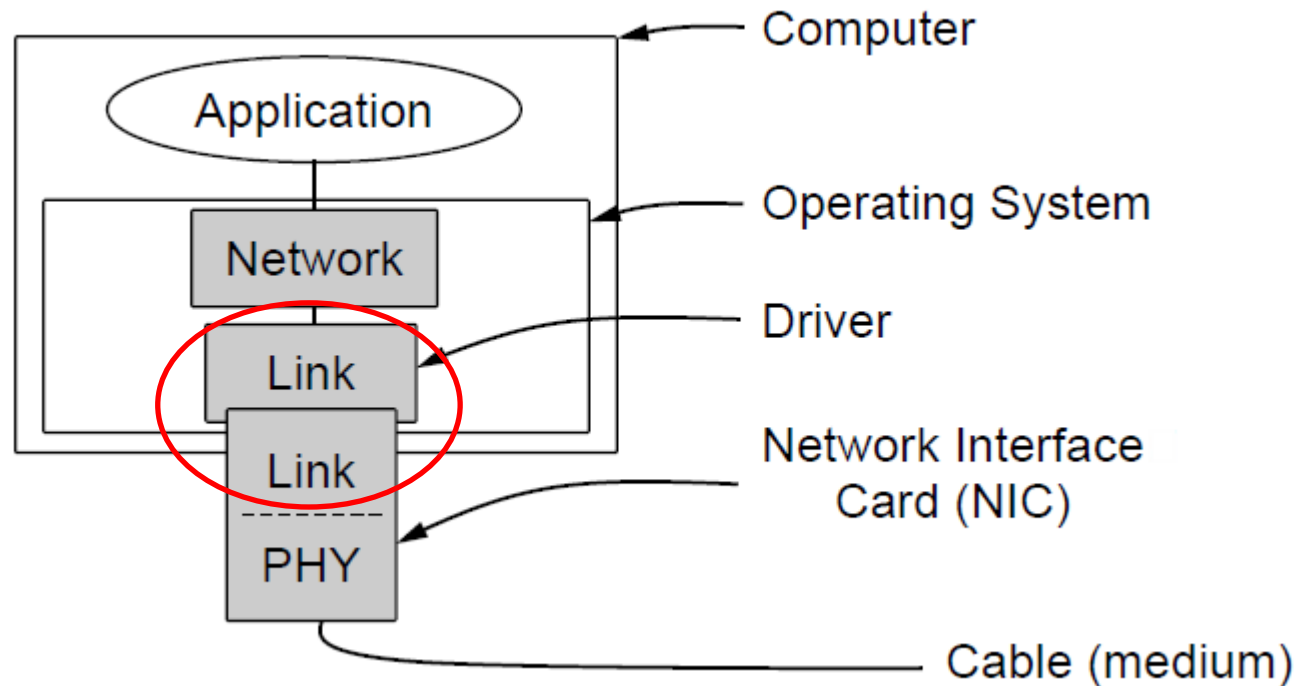 Computer
Application
Operating System
Network
Driver
Link
Network Interface
Card (NIC)
Link
PHY
Cable (medium)